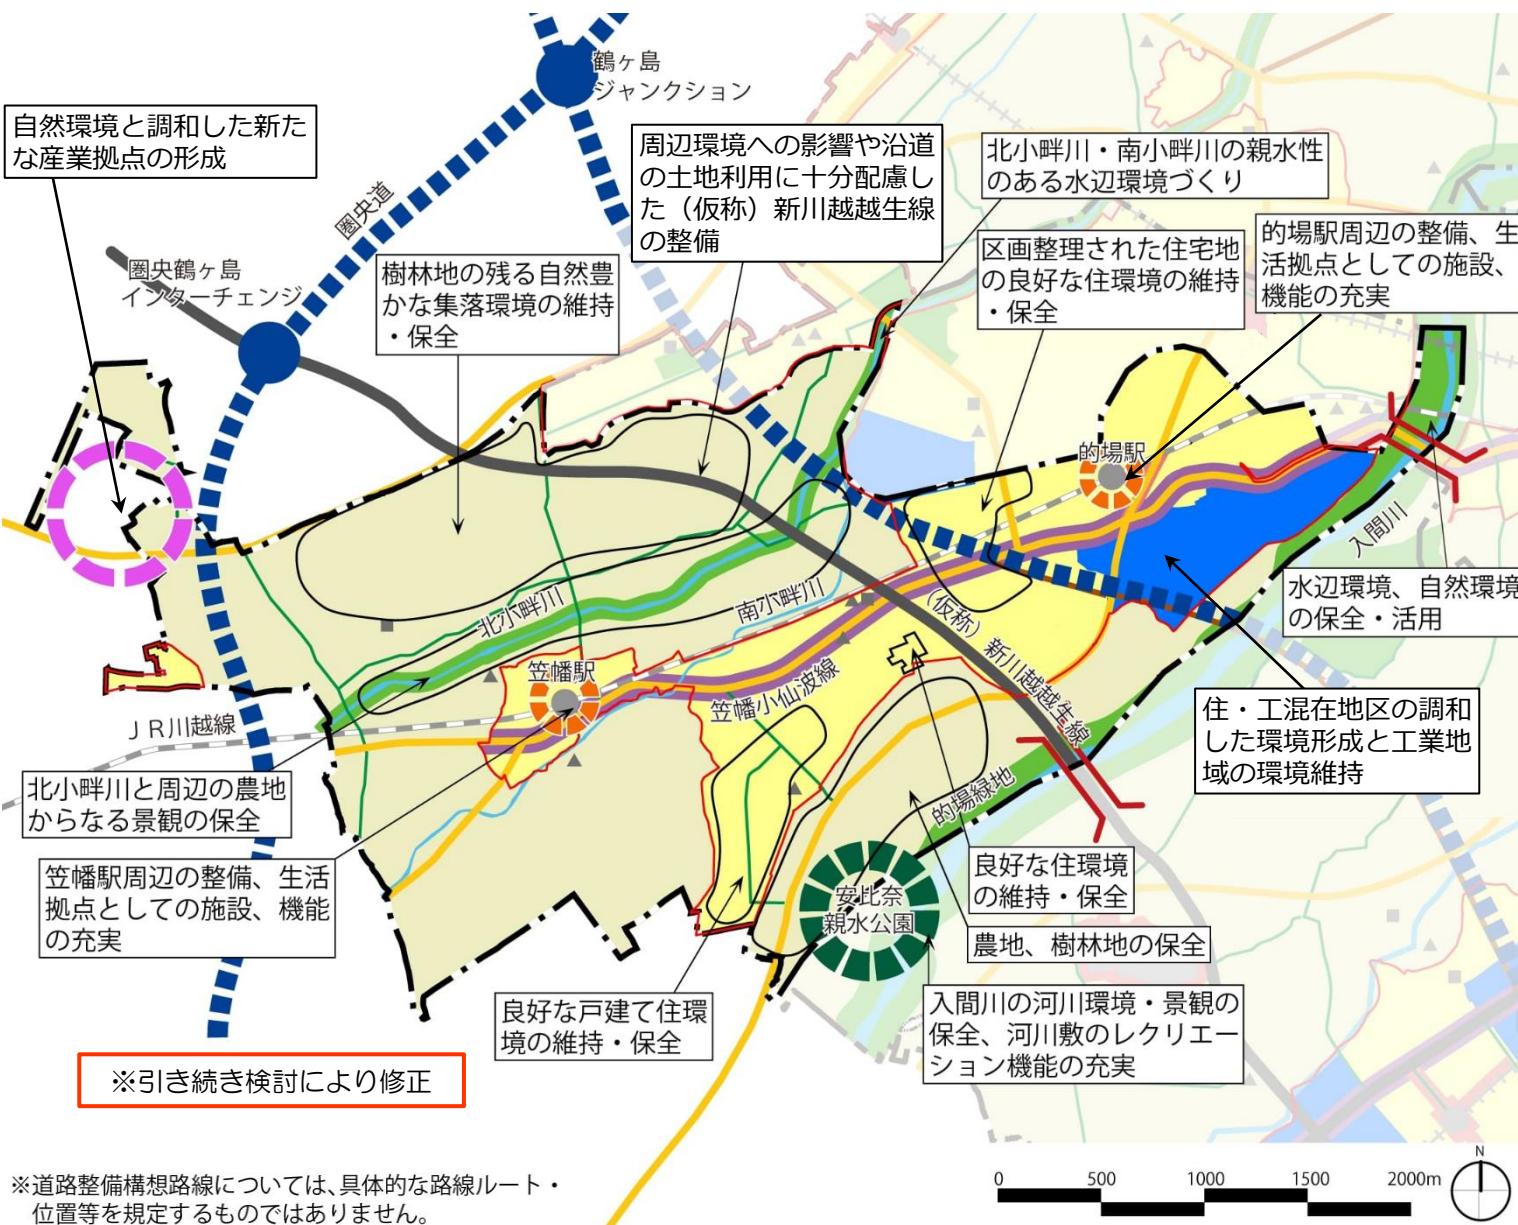 鶴ヶ島
ジャンクション
自然環境と調和した新た
な産業拠点の形成
周辺環境への影響や沿道
の土地利用に十分配慮し
た（仮称）新川越越生線
の整備
北小畔川・南小畔川の親水性
のある水辺環境づくり
圏央道
圏央鶴ヶ島
インターチェンジ
樹林地の残る自然豊
かな集落環境の維持
・保全
区画整理された住宅地
の良好な住環境の維持
・保全
的場駅周辺の整備、生
活拠点としての施設、
機能の充実
的場駅
入間川
水辺環境、自然環境
の保全・活用
北小畔川
南小畔川
（仮称）新川越越生線
笠幡駅
笠幡小仙波線
ＪＲ川越線
住・工混在地区の調和
した環境形成と工業地
域の環境維持
北小畔川と周辺の農地
からなる景観の保全
的場緑地
笠幡駅周辺の整備、生活
拠点としての施設、機能
の充実
安比奈
親水公園
良好な住環境
の維持・保全
農地、樹林地の保全
良好な戸建て住環
境の維持・保全
入間川の河川環境・景観の
保全、河川敷のレクリエー
ション機能の充実
※引き続き検討により修正
※道路整備構想路線については、具体的な路線ルート・
位置等を規定するものではありません。
0 500 1000 1500 2000m
N